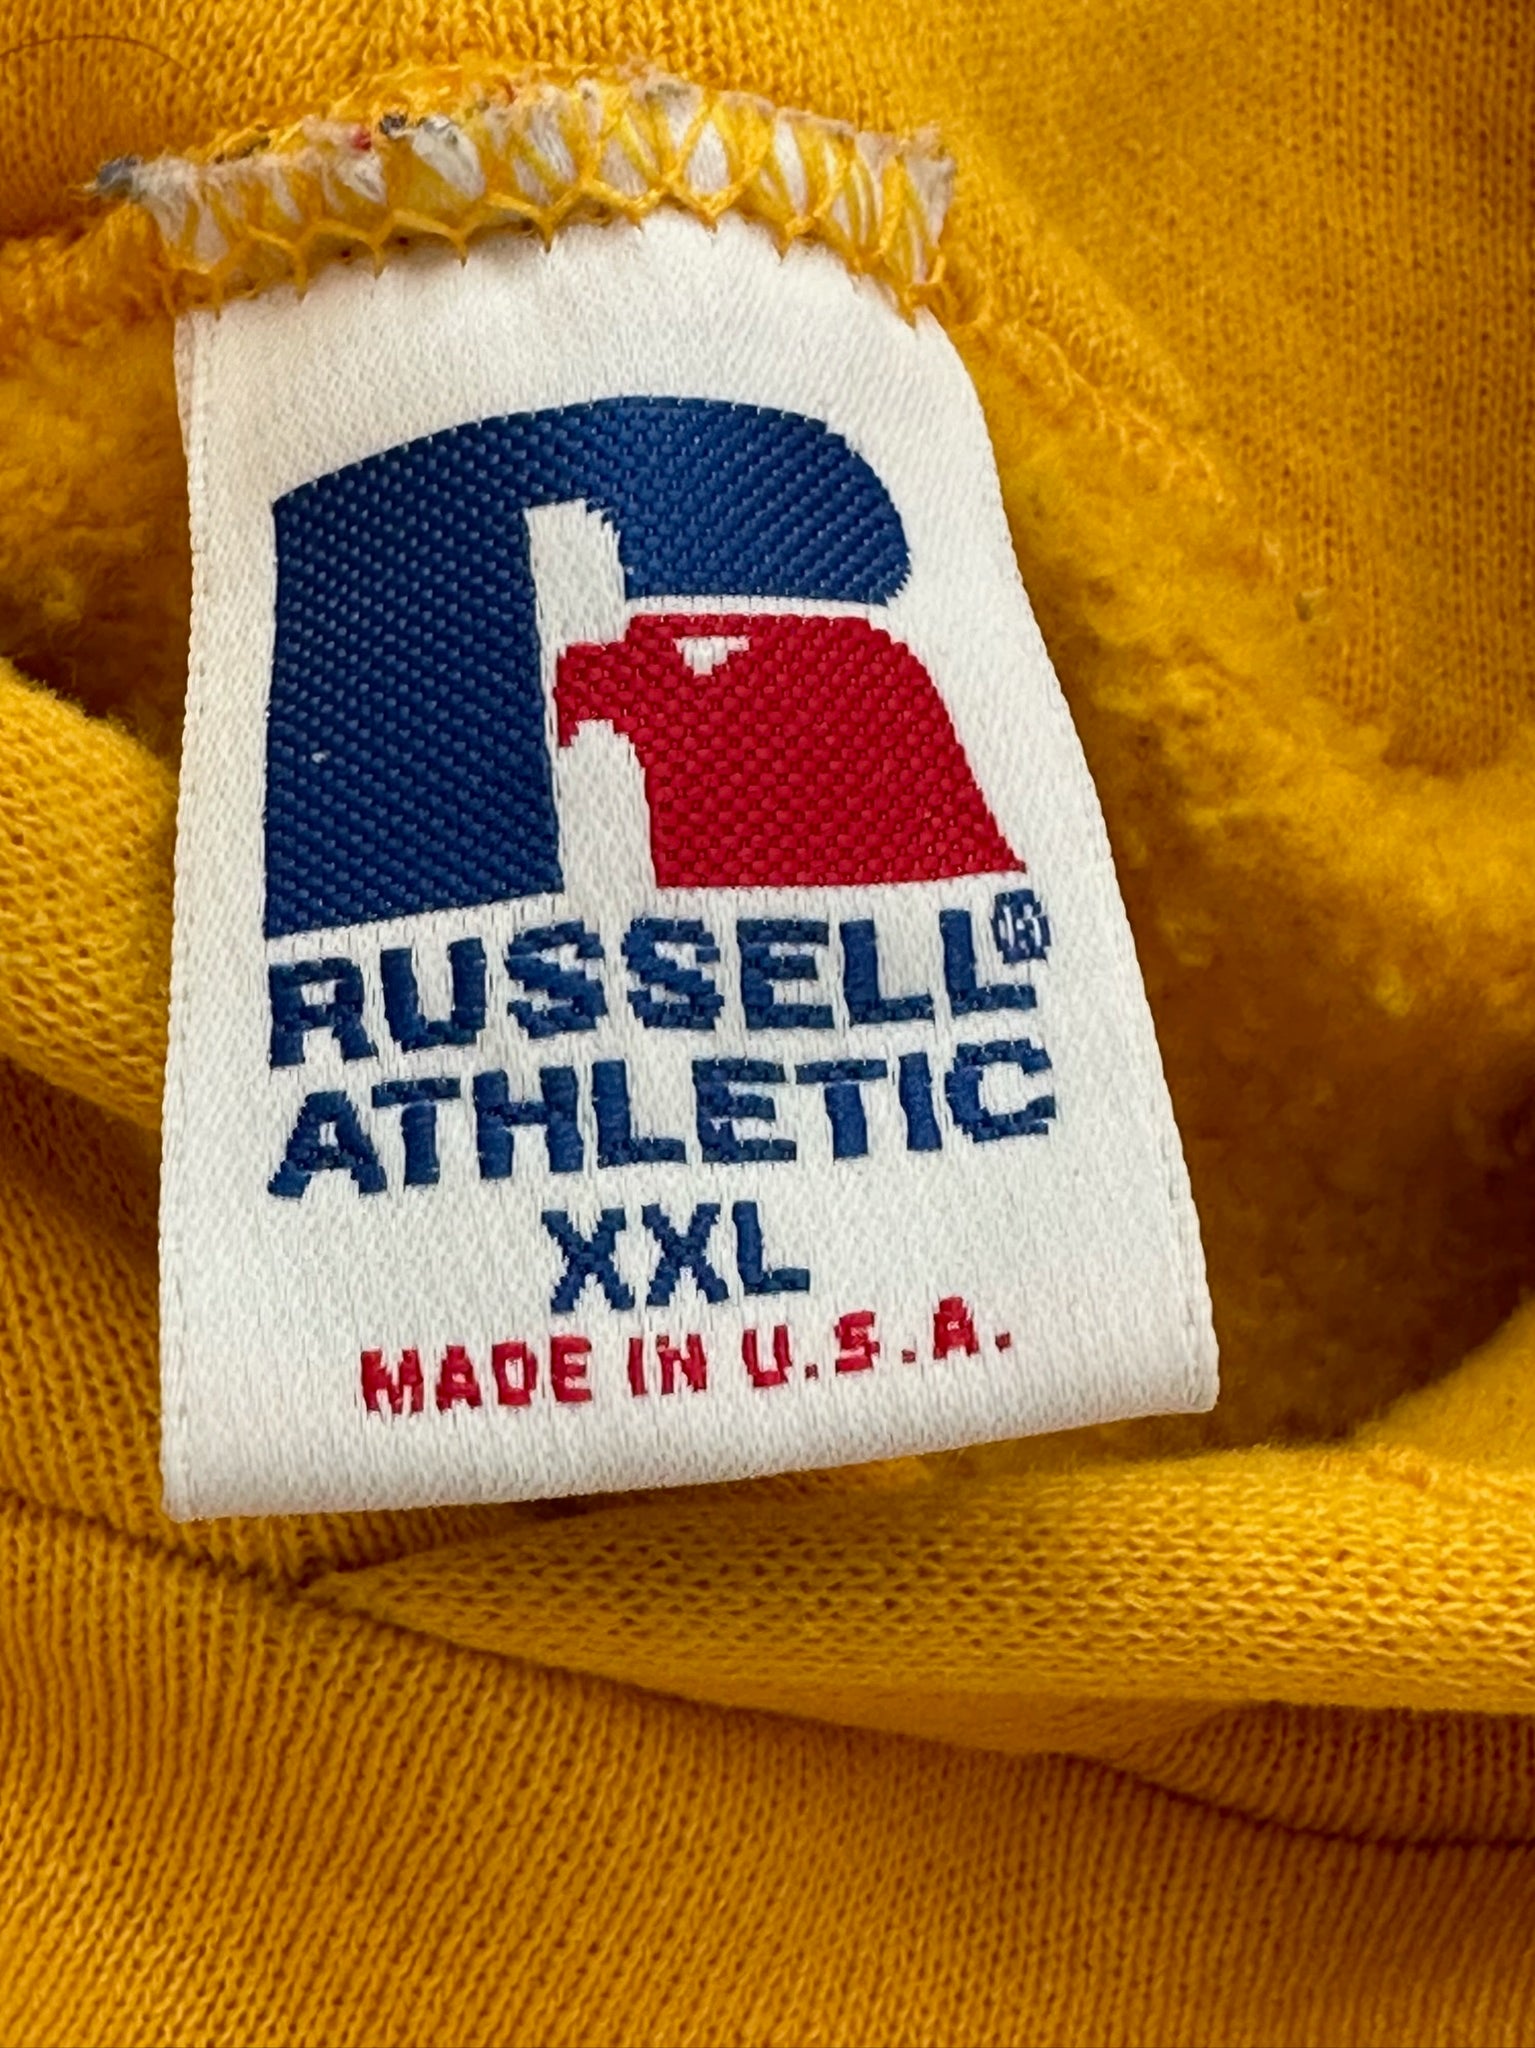 RUSSELL®
ATHLETIC
XXL
MADE IN U.S.A.